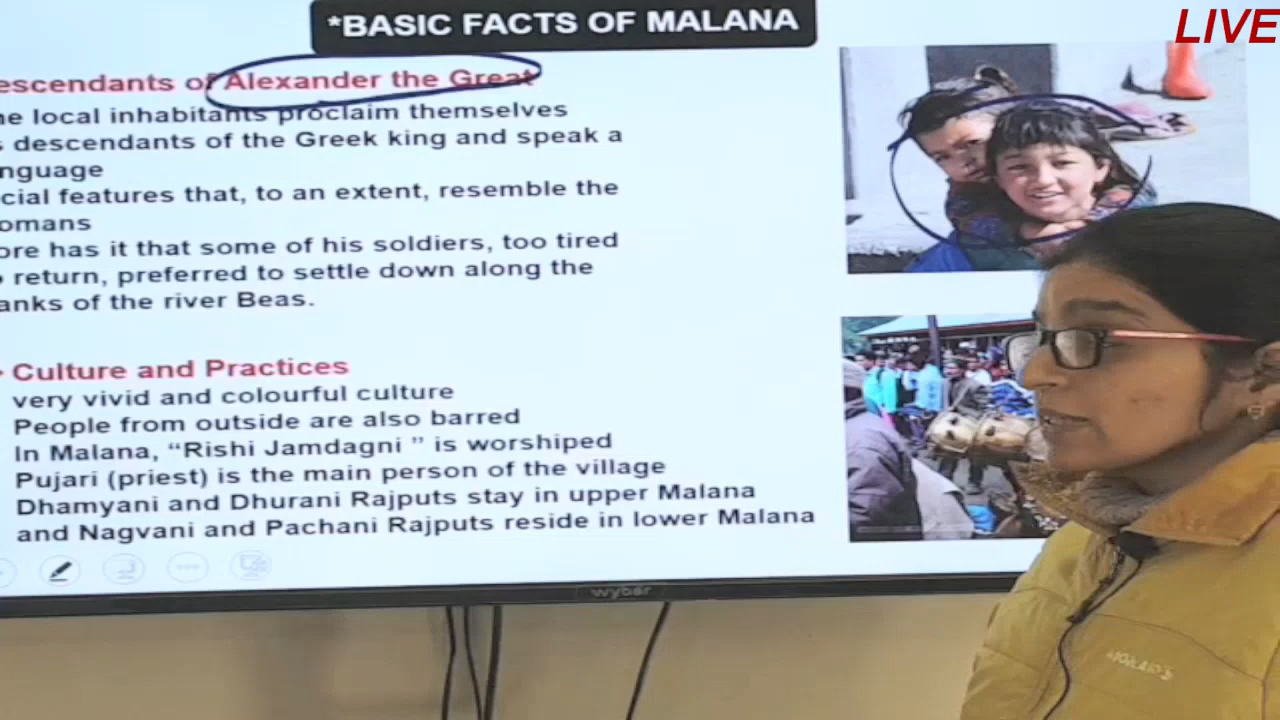 LIVE
*BASIC FACTS OF MALANA
escendants of Alexander the Great
he local inhabitants proclaim themselves
s descendants of the Greek king and speak a
nguage
cial features that, to an extent, resemble the
omans
ore has it that some of his soldiers, too tired
o return, preferred to settle down along the
anks of the river Beas.
Culture and Practices
very vivid and colourful culture
People from outside are also barred
In Malana, “Rishi Jamdagni ” is worshiped
Pujari (priest) is the main person of the village
Dhamyani and Dhurani Rajputs stay in upper Malana
and Nagvani and Pachani Rajputs reside in lower Malana